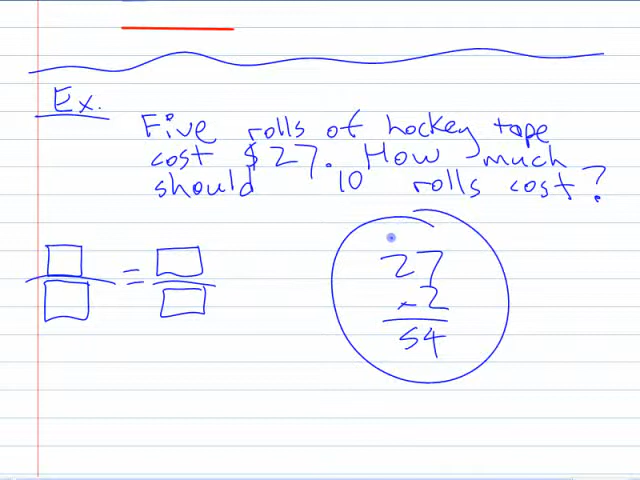 Ex.
Five rolls of hockey tape
cost $27. How much
should 10 rolls cost?
=
27
×2
54